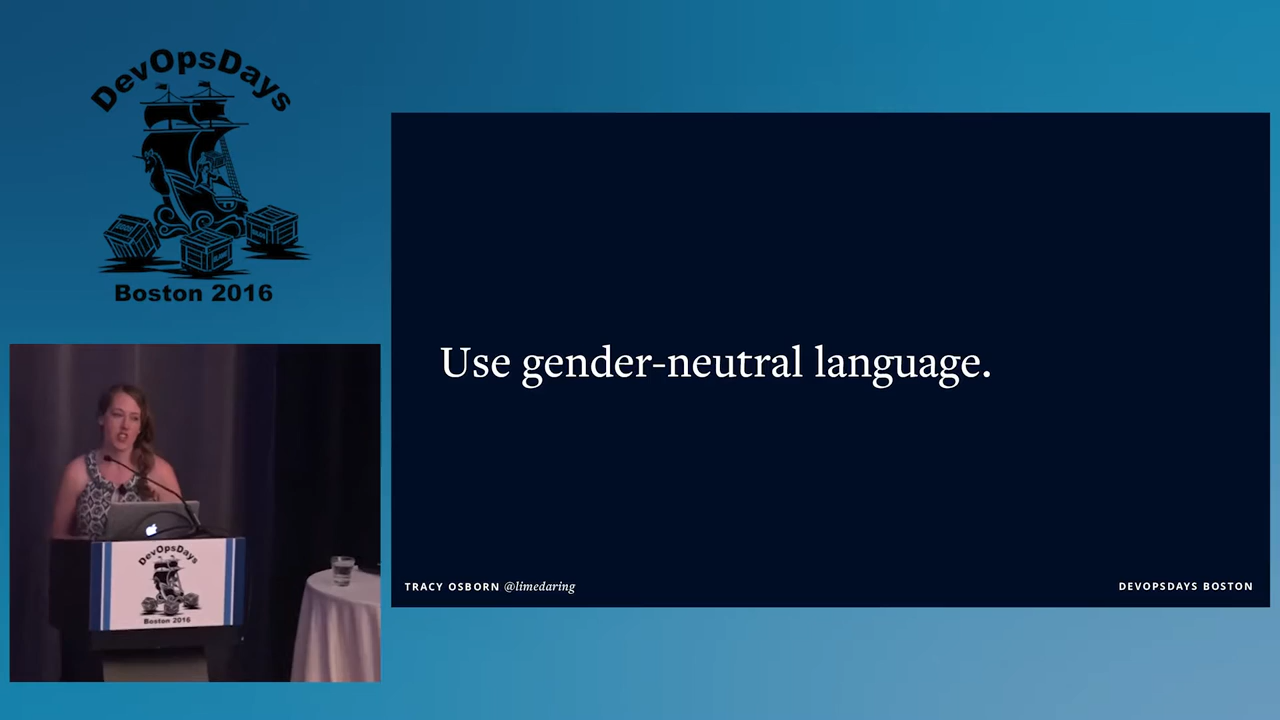 DevOpsDays
Boston 2016
Use gender-neutral language.
TRACY OSBORN @limedaring
DEVOPSDAYS BOSTON
DevOpsDays
Boston 2016